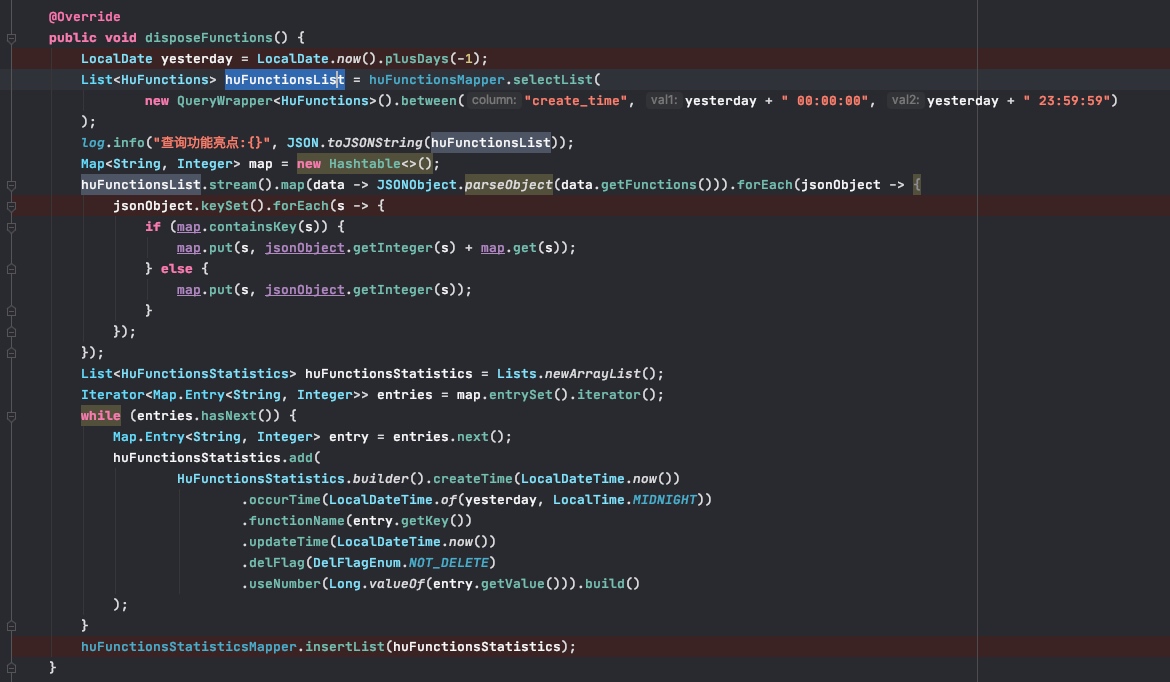 @Override
public void disposeFunctions() {
LocalDate yesterday = LocalDate.now().plusDays(-1);
List<HuFunctions> huFunctionsList = huFunctionsMapper.selectList(
new QueryWrapper<HuFunctions>().between( column: "create_time", val1: yesterday + " 00:00:00", val2: yesterday + " 23:59:59")
);
log.info("查询功能亮点:{}", JSON.toJSONString(huFunctionsList));
Map<String, Integer> map = new Hashtable<>();
huFunctionsList.stream().map(data -> JSONObject.parseObject(data.getFunctions())).forEach(jsonObject -> {
jsonObject.keySet().forEach(s -> {
if (map.containsKey(s)) {
map.put(s, jsonObject.getInteger(s) + map.get(s));
} else {
map.put(s, jsonObject.getInteger(s));
}
});
});
List<HuFunctionsStatistics> huFunctionsStatistics = Lists.newArrayList();
Iterator<Map.Entry<String, Integer>> entries = map.entrySet().iterator();
while (entries.hasNext()) {
Map.Entry<String, Integer> entry = entries.next();
huFunctionsStatistics.add(
HuFunctionsStatistics.builder().createTime(LocalDateTime.now())
.occurTime(LocalDateTime.of(yesterday, LocalTime.MIDNIGHT))
.functionName(entry.getKey())
.updateTime(LocalDateTime.now())
.delFlag(DelFlagEnum.NOT_DELETE)
.useNumber(Long.valueOf(entry.getValue())).build()
);
}
huFunctionsStatisticsMapper.insertList(huFunctionsStatistics);
}